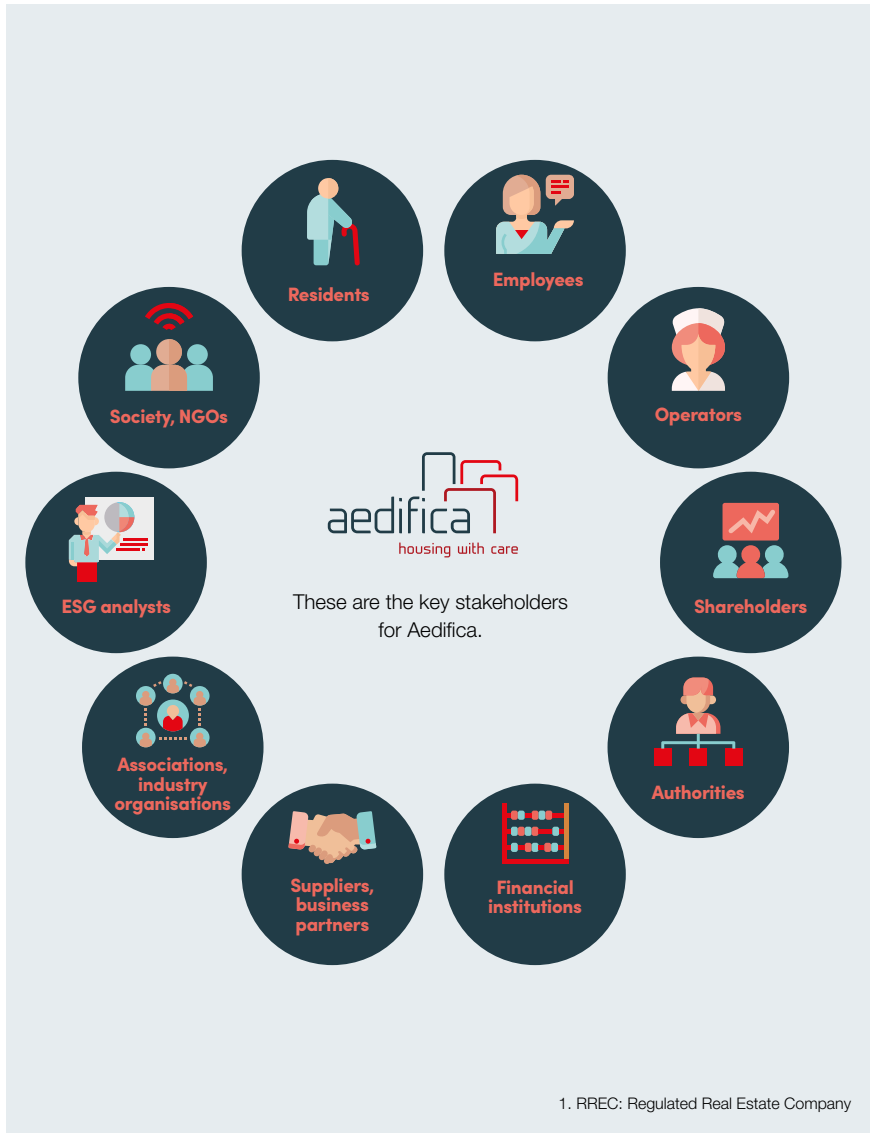 Residents
Employees
Society, NGOs
Operators
aedifica
housing with care
These are the key stakeholders
for Aedifica.
ESG analysts
Shareholders
Associations,
industry
organisations
Authorities
Suppliers,
business
partners
Financial
institutions
1. RREC: Regulated Real Estate Company